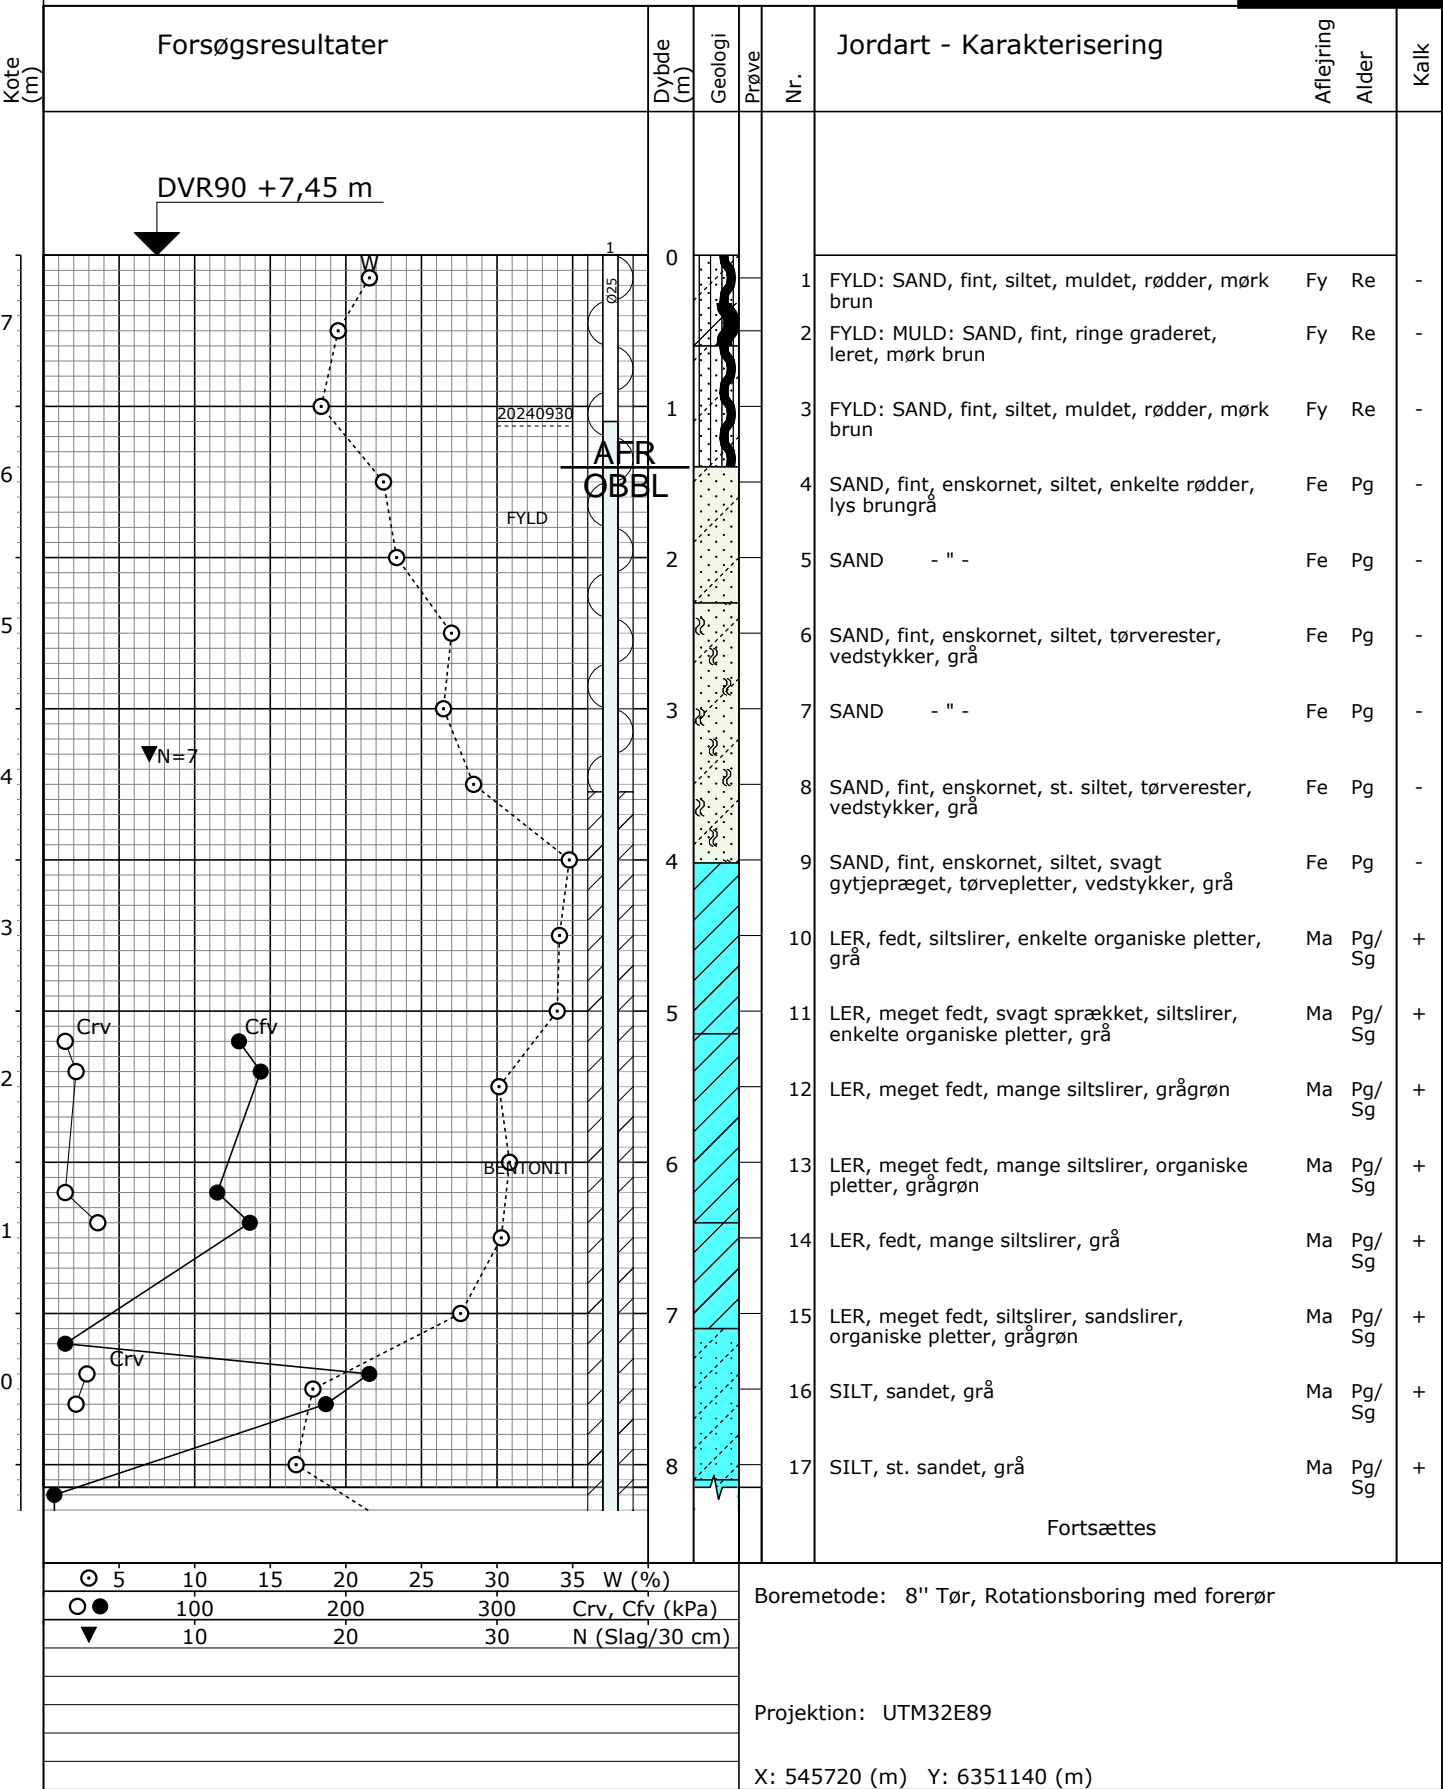 Kote
(m)
Forsøgsresultater
Dybde
(m)
Geologi
Prøve
Nr.
Jordart - Karakterisering
Aflejring
Alder
Kalk
DVR90 +7,45 m
W
1
Ø25
0
1 FYLD: SAND, fint, siltet, muldet, rødder, mørk Fy Re -
brun
7
2 FYLD: MULD: SAND, fint, ringe graderet, Fy Re -
leret, mørk brun
20240930
1
3 FYLD: SAND, fint, siltet, muldet, rødder, mørk Fy Re -
brun
AFR
OBBL
6
4 SAND, fint, enskornet, siltet, enkelte rødder, Fe Pg -
lys brungrå
FYLD
2
5 SAND - " - Fe Pg -
5
6 SAND, fint, enskornet, siltet, tørverester, Fe Pg -
vedstykker, grå
3
7 SAND - " - Fe Pg -
N=7
4
8 SAND, fint, enskornet, st. siltet, tørverester, Fe Pg -
vedstykker, grå
4
9 SAND, fint, enskornet, siltet, svagt Fe Pg -
gytjepræget, tørvepletter, vedstykker, grå
3
10 LER, fedt, siltslirer, enkelte organiske pletter, Ma Pg/ +
grå Sg
5
11 LER, meget fedt, svagt sprækket, siltslirer, Ma Pg/ +
enkelte organiske pletter, grå Sg
Crv
Cfv
2
12 LER, meget fedt, mange siltslirer, grågrøn Ma Pg/ +
Sg
BENTONIT
6
13 LER, meget fedt, mange siltslirer, organiske Ma Pg/ +
pletter, grågrøn Sg
1
14 LER, fedt, mange siltslirer, grå Ma Pg/ +
Sg
7
15 LER, meget fedt, siltslirer, sandslirer, Ma Pg/ +
organiske pletter, grågrøn Sg
Crv
0
16 SILT, sandet, grå Ma Pg/ +
Sg
8
17 SILT, st. sandet, grå Ma Pg/ +
Sg
Fortsættes
5 10 15 20 25 30 35 W (%)
100 200 300 Crv, Cfv (kPa)
10 20 30 N (Slag/30 cm)
Boremetode: 8'' Tør, Rotationsboring med forerør
Projektion: UTM32E89
X: 545720 (m) Y: 6351140 (m)